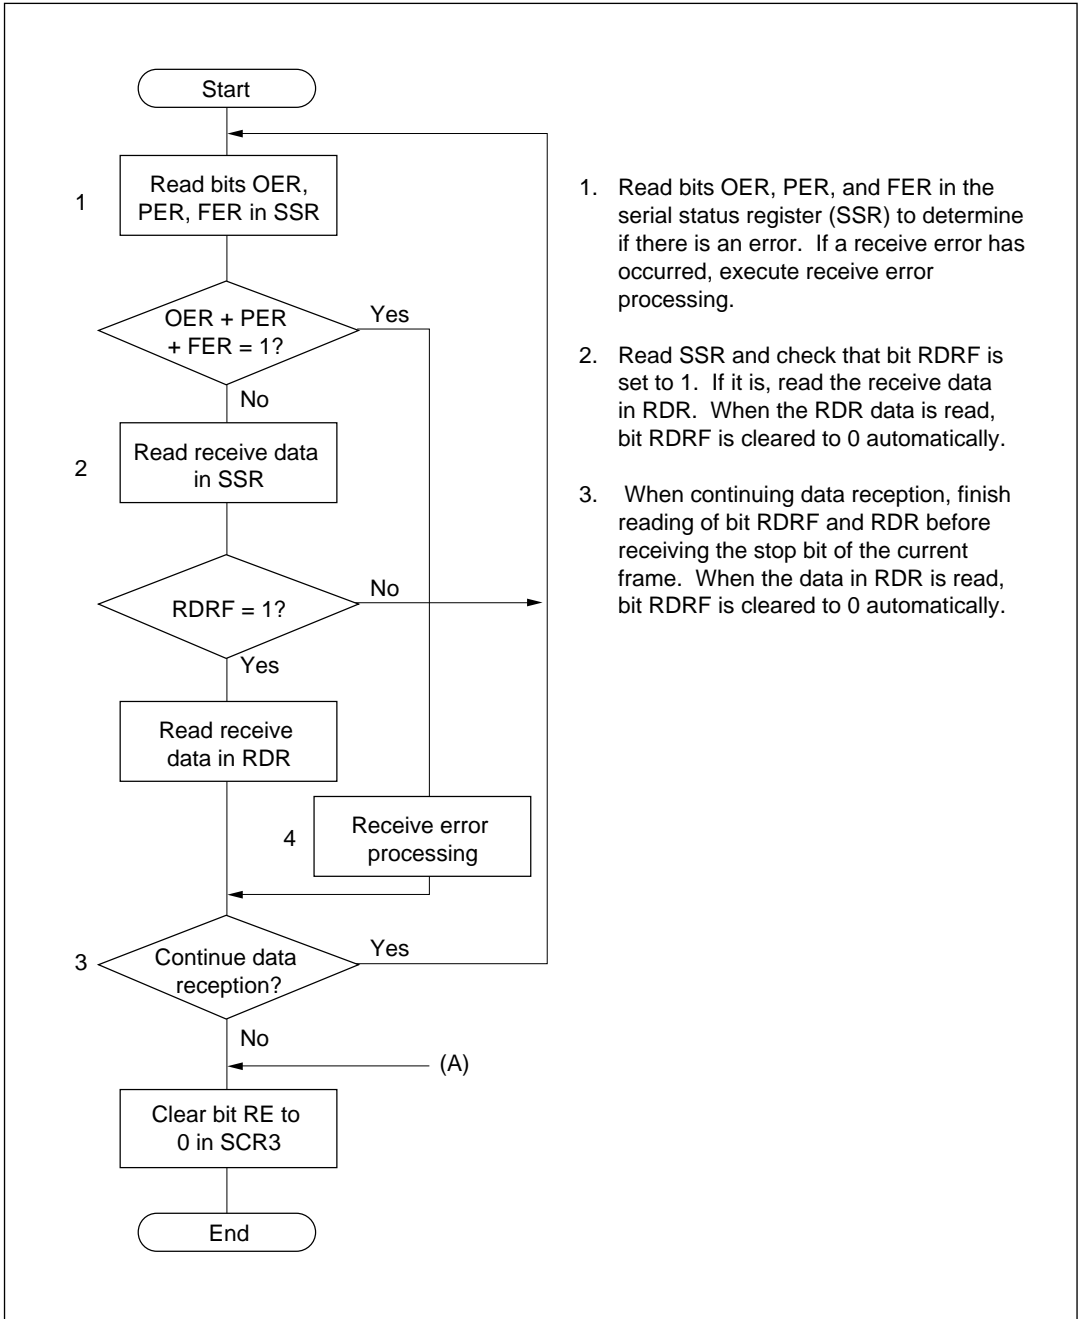 Start
1
Read bits OER,
PER, FER in SSR
OER + PER
+ FER = 1?
Yes
No
2
Read receive data
in SSR
RDRF = 1?
No
Yes
Read receive
data in RDR
4
Receive error
processing
3
Continue data
reception?
Yes
No
(A)
Clear bit RE to
0 in SCR3
End
1. Read bits OER, PER, and FER in the
serial status register (SSR) to determine
if there is an error. If a receive error has
occurred, execute receive error
processing.
2. Read SSR and check that bit RDRF is
set to 1. If it is, read the receive data
in RDR. When the RDR data is read,
bit RDRF is cleared to 0 automatically.
3. When continuing data reception, finish
reading of bit RDRF and RDR before
receiving the stop bit of the current
frame. When the data in RDR is read,
bit RDRF is cleared to 0 automatically.